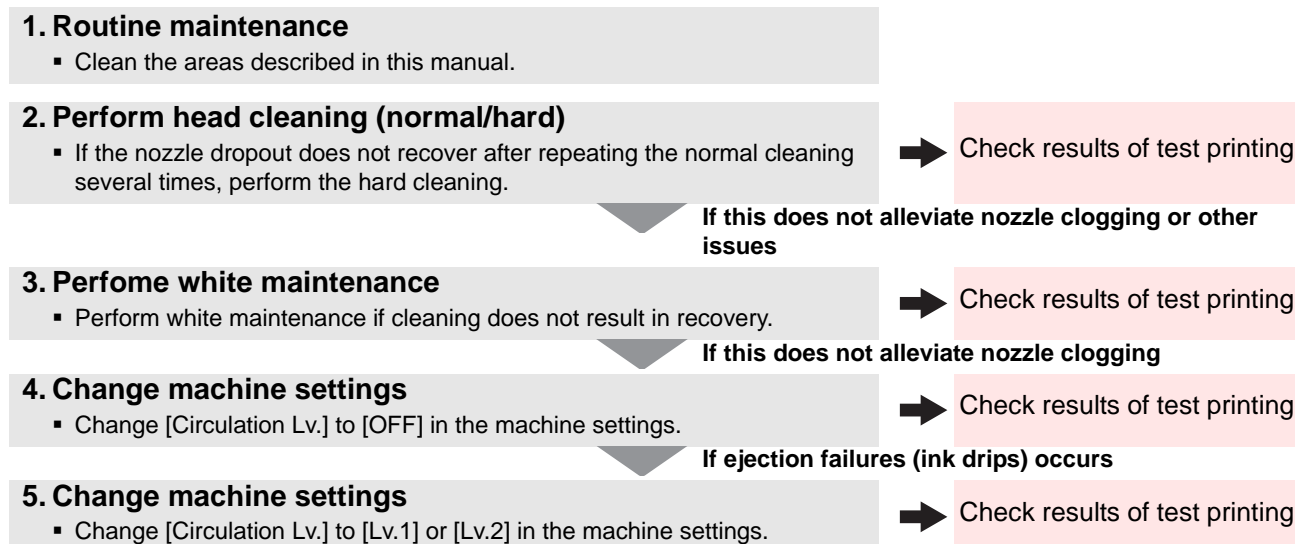 1. Routine maintenance
▪ Clean the areas described in this manual.
2. Perform head cleaning (normal/hard)
▪ If the nozzle dropout does not recover after repeating the normal cleaning
several times, perform the hard cleaning.
Check results of test printing
If this does not alleviate nozzle clogging or other
issues
3. Perfome white maintenance
▪ Perform white maintenance if cleaning does not result in recovery.
Check results of test printing
If this does not alleviate nozzle clogging
4. Change machine settings
▪ Change [Circulation Lv.] to [OFF] in the machine settings.
Check results of test printing
If ejection failures (ink drips) occurs
5. Change machine settings
▪ Change [Circulation Lv.] to [Lv.1] or [Lv.2] in the machine settings.
Check results of test printing